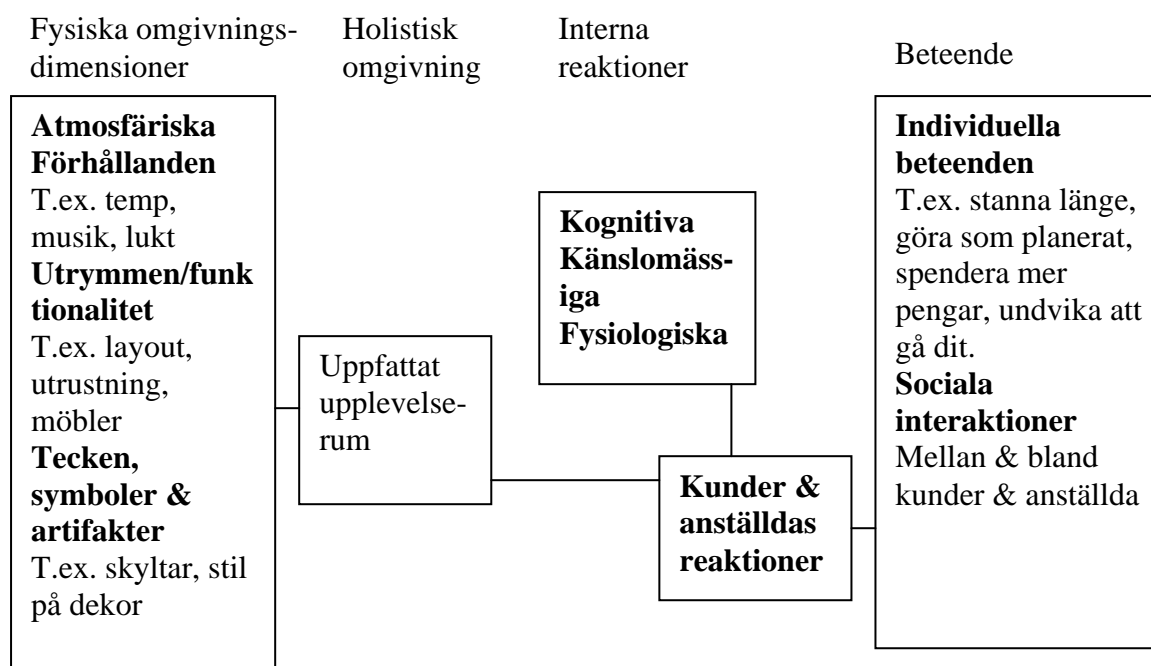 Fysiska omgivnings-
dimensioner
Holistisk
omgivning
Interna
reaktioner
Beteende
Atmosfäriska
Förhållanden
T.ex. temp,
musik, lukt
Utrymmen/funk
tionalitet
T.ex. layout,
utrustning,
möbler
Tecken,
symboler &
artifakter
T.ex. skyltar, stil
på dekor
Uppfattat
upplevelse-
rum
Kognitiva
Känslomäss-
iga
Fysiologiska
Kunder &
anställdas
reaktioner
Individuella
beteenden
T.ex. stanna länge,
göra som planerat,
spendera mer
pengar, undvika att
gå dit.
Sociala
interaktioner
Mellan & bland
kunder & anställda